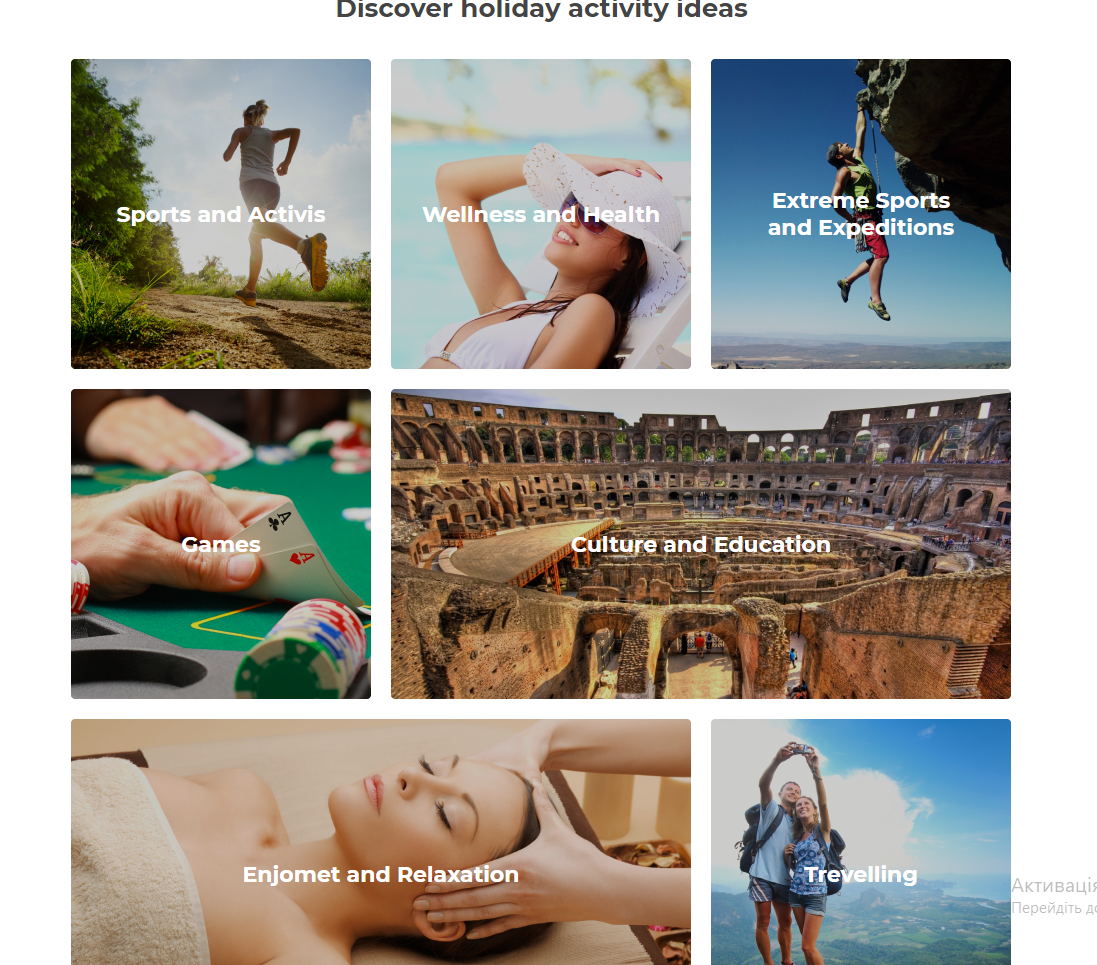 Discover holiday activity ideas
Sports and Activis
Wellness and Health
Extreme Sports
and Expeditions
Games
A
A
Culture and Education
Enjomet and Relaxation
Trevelling
Активація
Перейдіть до